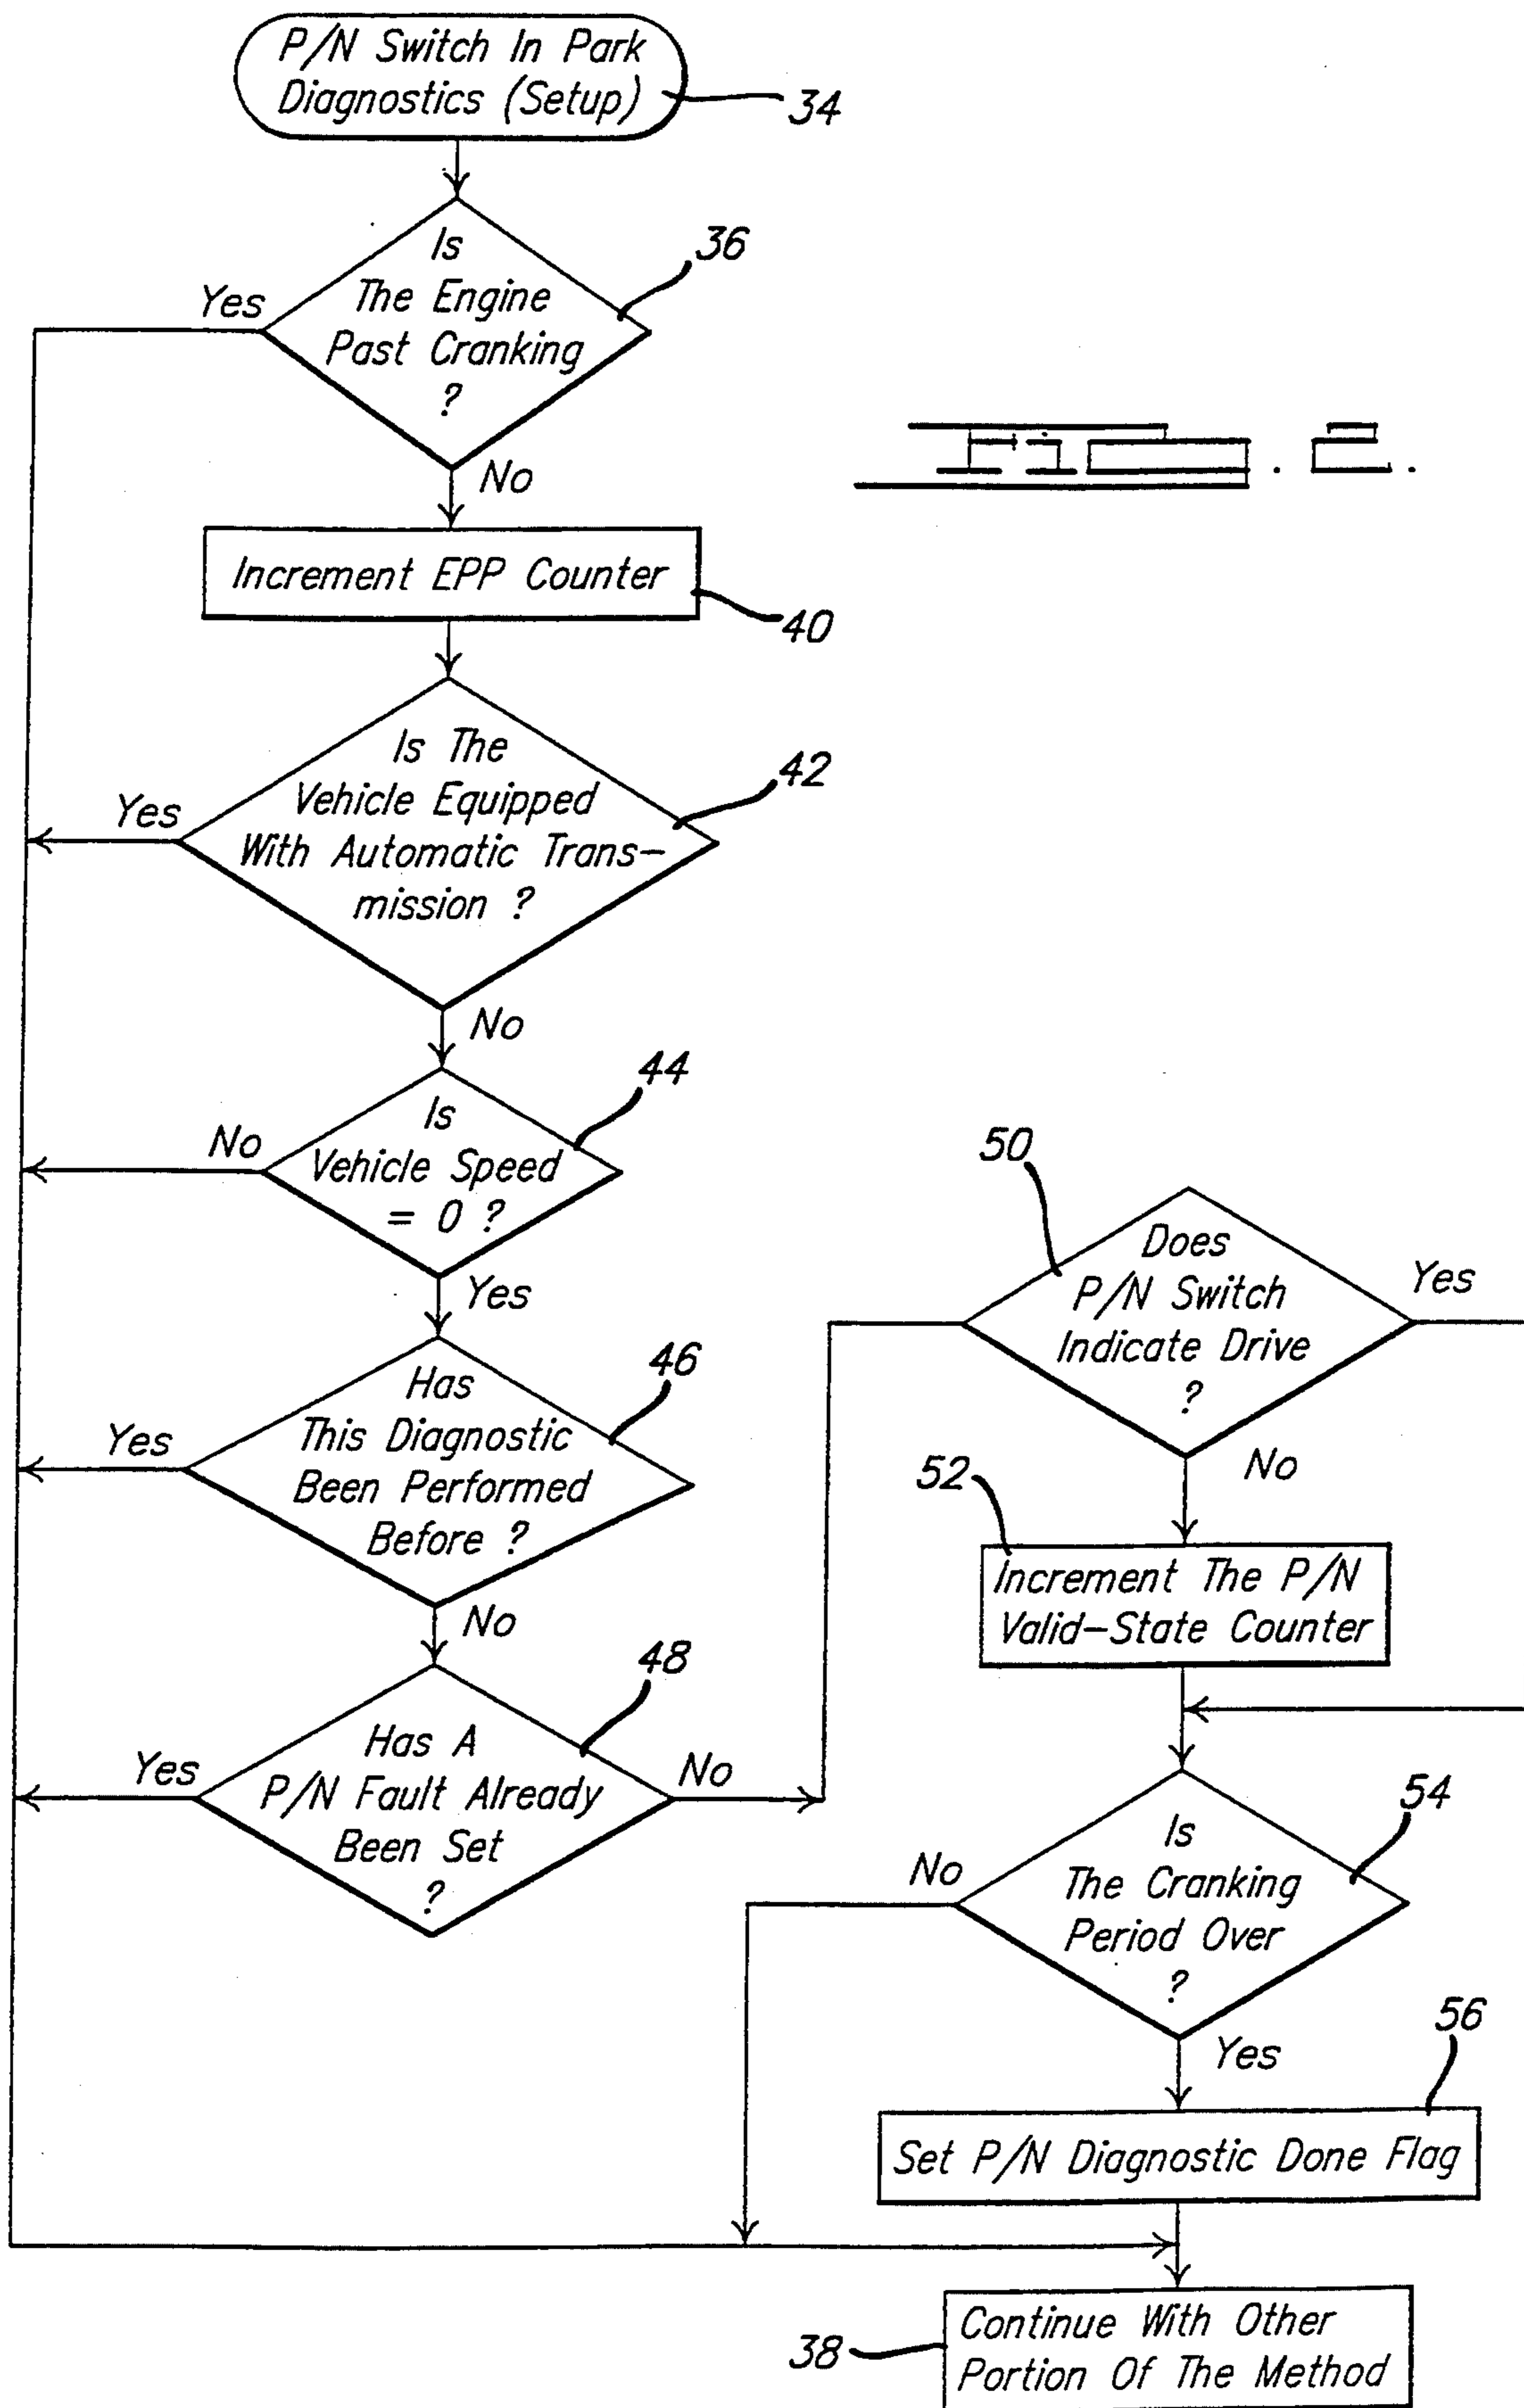 P/N Switch In Park
Diagnostics (Setup)
34
Is
The Engine
Past Cranking
?
36
Yes
No
Increment EPP Counter
40
Is The
Vehicle Equipped
With Automatic Trans-
mission ?
42
Yes
No
Is
Vehicle Speed
= 0 ?
44
No
Yes
Has
This Diagnostic
Been Performed
Before ?
46
Yes
No
Has A
P/N Fault Already
Been Set
?
48
Yes
No
50
Does
P/N Switch
Indicate Drive
?
Yes
No
52
Increment The P/N
Valid-State Counter
54
Is
The Cranking
Period Over
?
No
Yes
56
Set P/N Diagnostic Done Flag
38
Continue With Other
Portion Of The Method